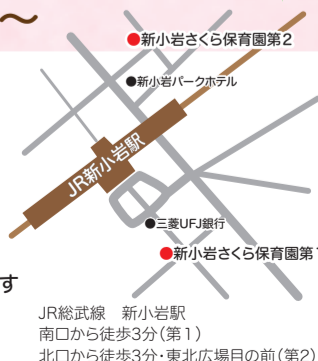 〜
新小岩さくら保育園第2
新小岩パークホテル
JR新小岩駅
三菱UFJ銀行
新小岩さくら保育園第1
す
JR総武線 新小岩駅
南口から徒歩3分(第1)
北口から徒歩3分・東北広場目の前(第2)